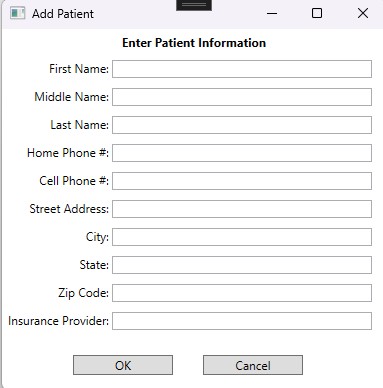 Add Patient
Enter Patient Information
First Name:
Middle Name:
Last Name:
Home Phone #:
Cell Phone #:
Street Address:
City:
State:
Zip Code:
Insurance Provider:
OK Cancel